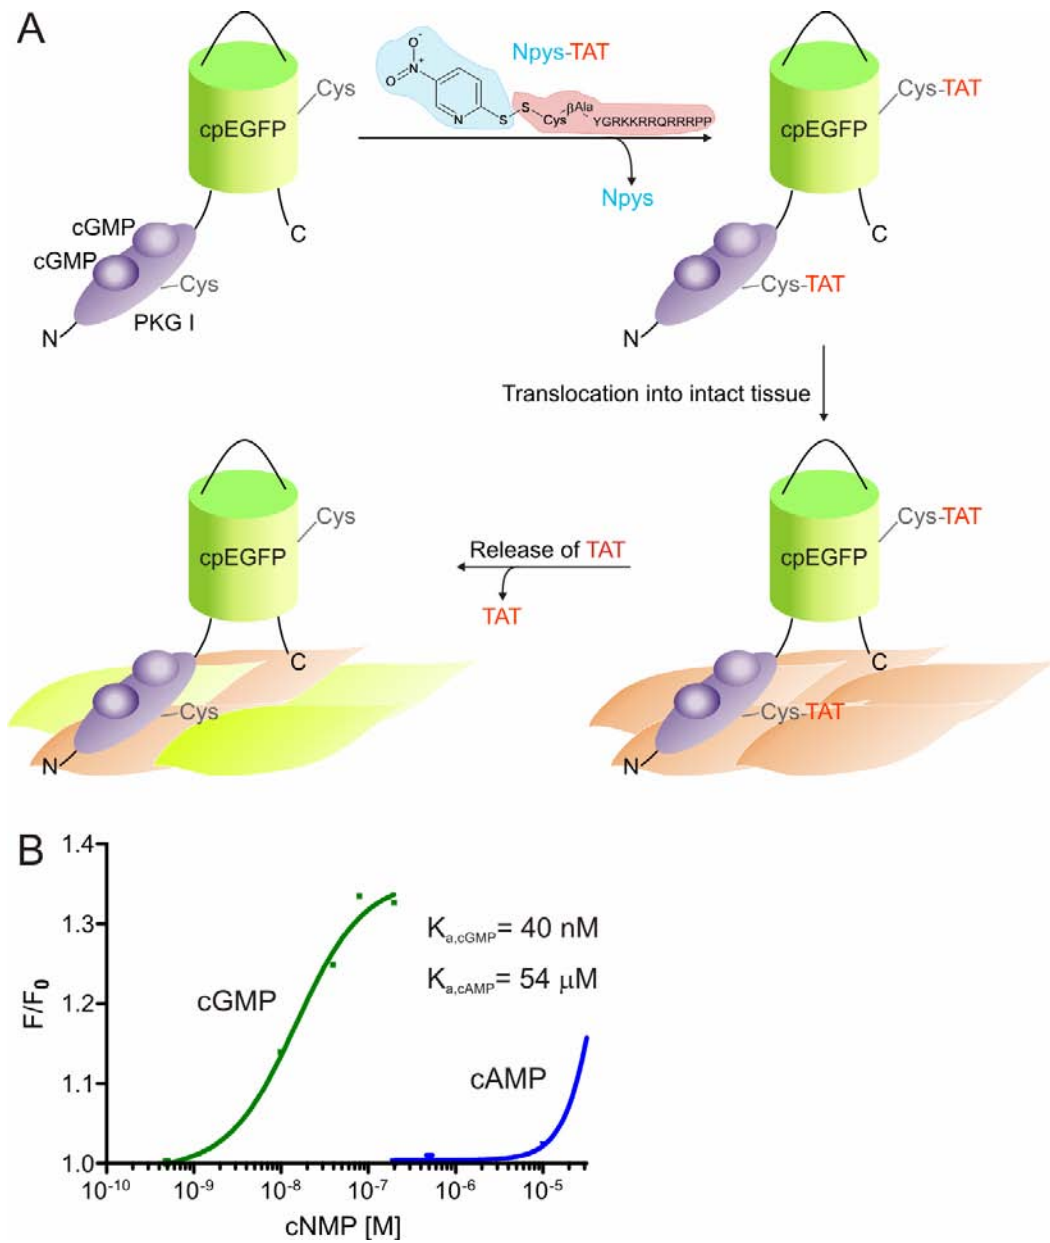 A
Cys
cpEGFP
cGMP
cGMP
Cys
PKG I
N
C
O-
N+
O
N
S
S
Cys
βAla
YGRKKRRQRRRPP
Npys-TAT
Npys
Cys-TAT
cpEGFP
C
Cys-TAT
N
Translocation into intact tissue
Cys
cpEGFP
C
Cys
N
Release of TAT
TAT
Cys-TAT
cpEGFP
C
Cys-TAT
N
B
1.4
1.3
1.2
1.1
1.0
F/F0
cGMP
Ka,cGMP= 40 nM
Ka,cAMP= 54 µM
cAMP
10-10 10-9 10-8 10-7 10-6 10-5
cNMP [M]